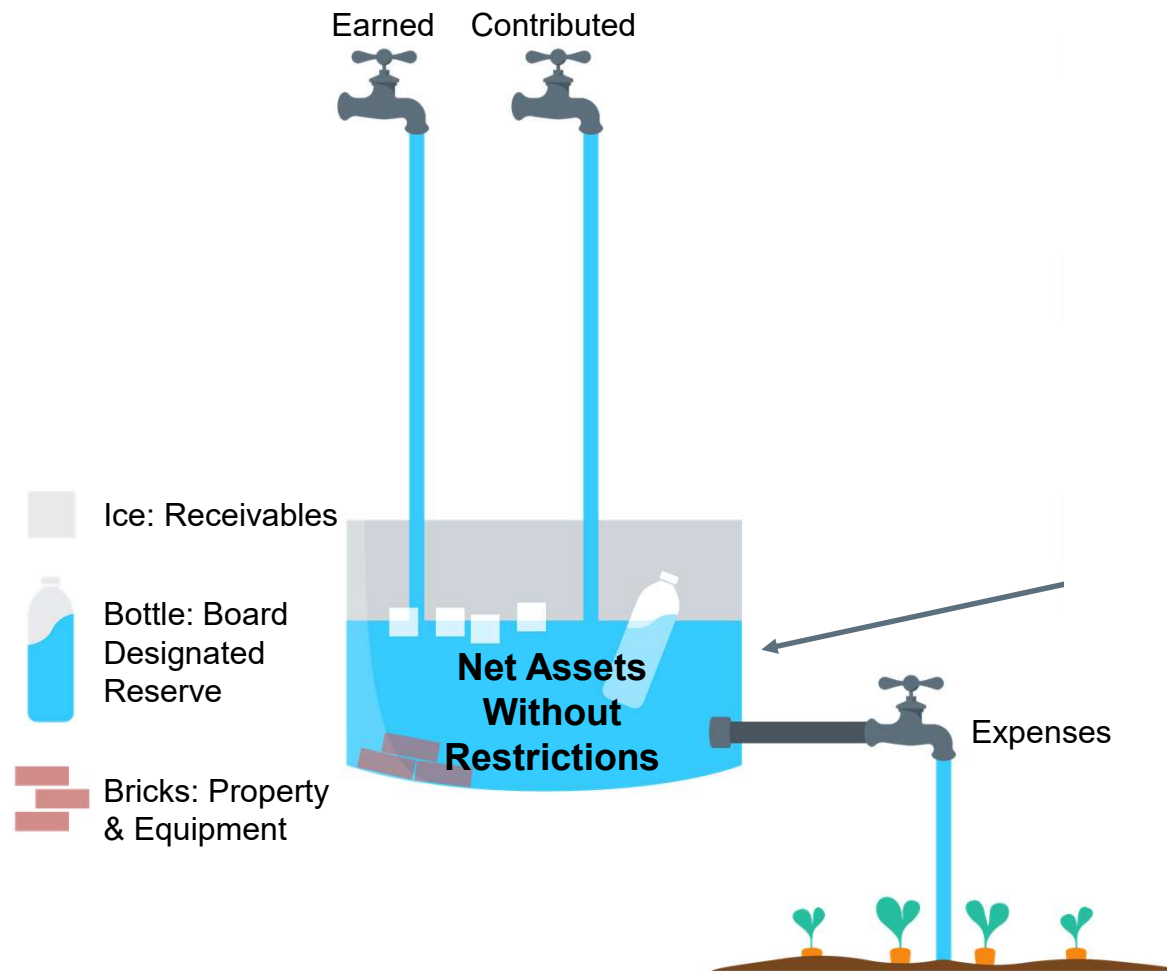 Earned
Contributed
Ice: Receivables
Bottle: Board
Designated
Reserve
Bricks: Property
& Equipment
Net Assets
Without
Restrictions
Expenses